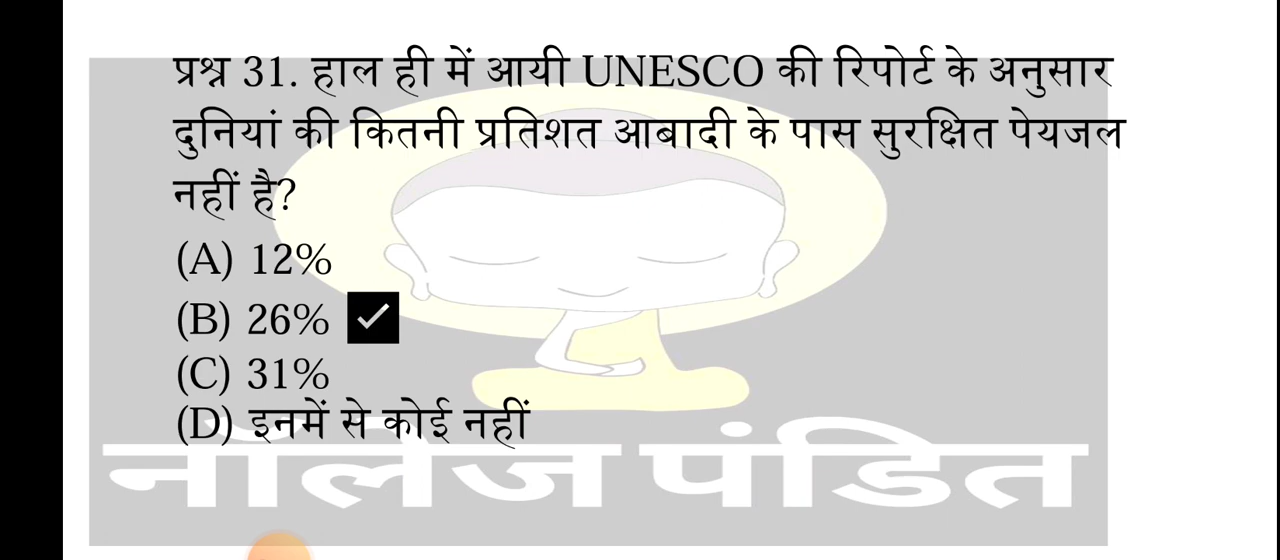 प्रश्न 31. हाल ही में आयी UNESCO की रिपोर्ट के अनुसार
दुनियां की कितनी प्रतिशत आबादी के पास सुरक्षित पेयजल
नहीं है?
(A) 12%
(B) 26% ✓
(C) 31%
(D) इनमें से कोई नहीं
नॉलेज पंडित